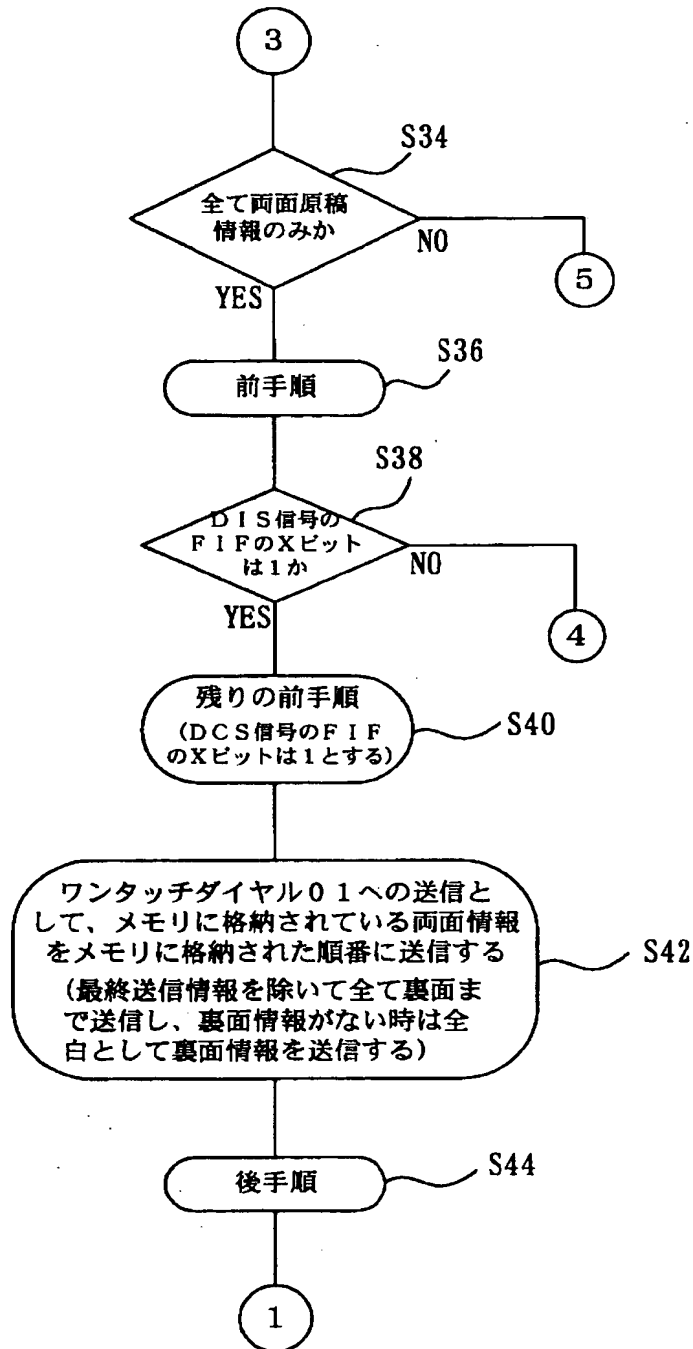 3
S34
全て両面原稿
情報のみか
NO
5
YES
S36
前手順
S38
DIS信号の
FIFのXビット
は1か
NO
4
YES
残りの前手順
(DCS信号のFIF
のXビットは1とする)
S40
ワンタッチダイヤル01への送信と
して、メモリに格納されている両面情報
をメモリに格納された順番に送信する
(最終送信情報を除いて全て裏面ま
で送信し、裏面情報がない時は全
白として裏面情報を送信する)
S42
後手順
S44
1